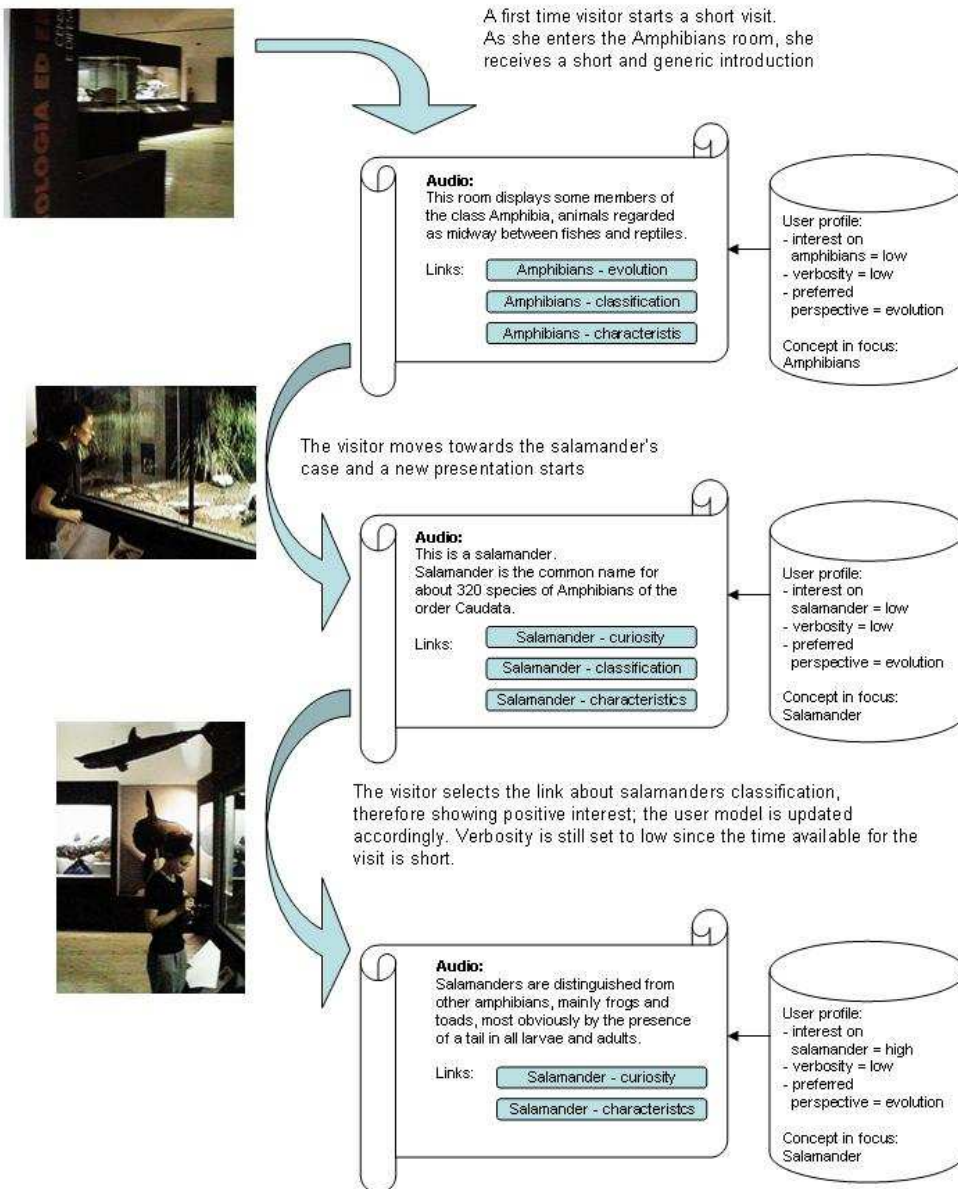 A first time visitor starts a short visit.
As she enters the Amphibians room, she
receives a short and generic introduction
OLOGIA ED
Audio:
This room displays some members of
the class Amphibia, animals regarded
as midway between fishes and reptiles.
Links:
Amphibians - evolution
Amphibians - classification
Amphibians - characteristis
User profile:
- interest on
amphibians = low
- verbosity = low
- preferred
perspective = evolution
Concept in focus:
Amphibians
The visitor moves towards the salamander's
case and a new presentation starts
Audio:
This is a salamander.
Salamander is the common name for
about 320 species of Amphibians of the
order Caudata.
Links:
Salamander - curiosity
Salamander - classification
Salamander - characteristics
User profile:
- interest on
salamander = low
- verbosity = low
- preferred
perspective = evolution
Concept in focus:
Salamander
The visitor selects the link about salamanders classification,
therefore showing positive interest; the user model is updated
accordingly. Verbosity is still set to low since the time available for the
visit is short.
Audio:
Salamanders are distinguished from
other amphibians, mainly frogs and
toads, most obviously by the presence
of a tail in all larvae and adults.
Links:
Salamander - curiosity
Salamander - characteristcs
User profile:
- interest on
salamander = high
- verbosity = low
- preferred
perspective = evolution
Concept in focus:
Salamander